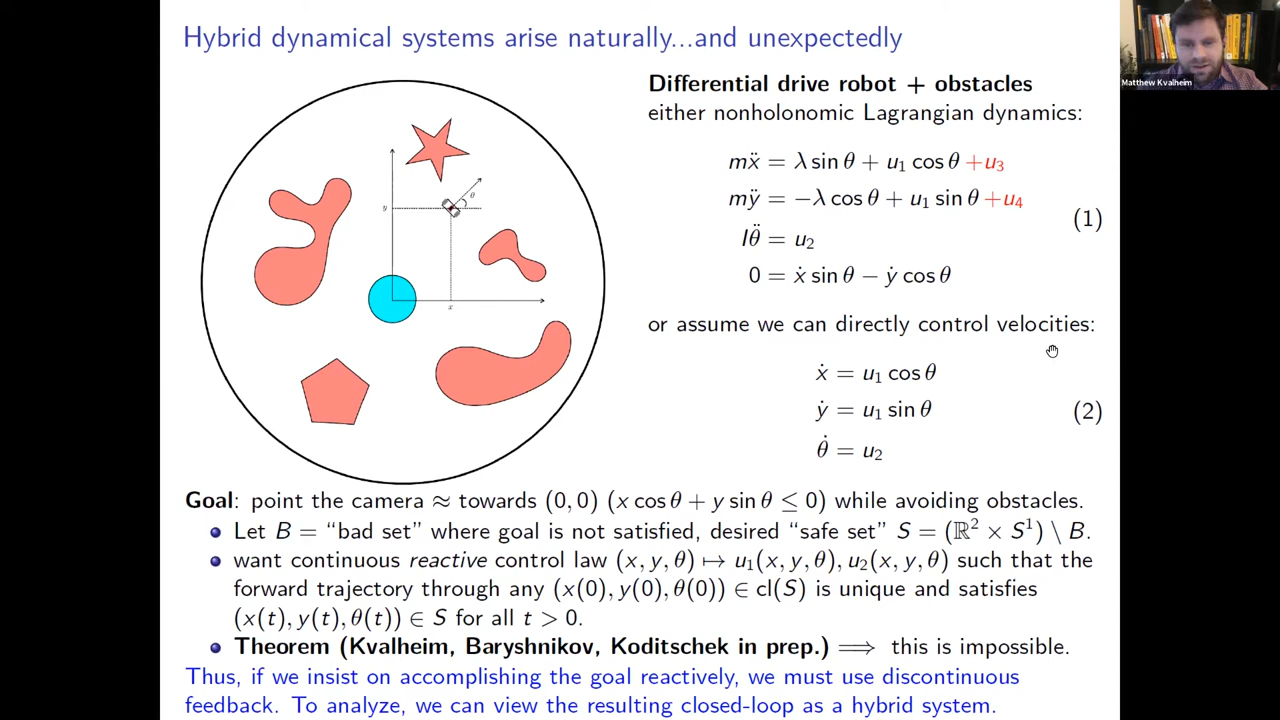 Hybrid dynamical systems arise naturally...and unexpectedly
Matthew Kvalheim
y
θ
x
Differential drive robot + obstacles
either nonholonomic Lagrangian dynamics:
mẍ = λ sin θ + u₁ cos θ +u₃
mÿ = −λ cos θ + u₁ sin θ +u₄
Iθ̈ = u₂
0 = ẋ sin θ − ẏ cos θ
(1)
or assume we can directly control velocities:
ẋ = u₁ cos θ
ẏ = u₁ sin θ
θ̇ = u₂
(2)
Goal: point the camera ≈ towards (0,0) (x cos θ + y sin θ ≤ 0) while avoiding obstacles.
Let B = “bad set” where goal is not satisfied, desired “safe set” S = (ℝ² × S¹) \ B.
want continuous reactive control law (x, y, θ) ↦ u₁(x, y, θ), u₂(x, y, θ) such that the
forward trajectory through any (x(0), y(0), θ(0)) ∈ cl(S) is unique and satisfies
(x(t), y(t), θ(t)) ∈ S for all t > 0.
Theorem (Kvalheim, Baryshnikov, Koditschek in prep.) ⟹ this is impossible.
Thus, if we insist on accomplishing the goal reactively, we must use discontinuous
feedback. To analyze, we can view the resulting closed-loop as a hybrid system.